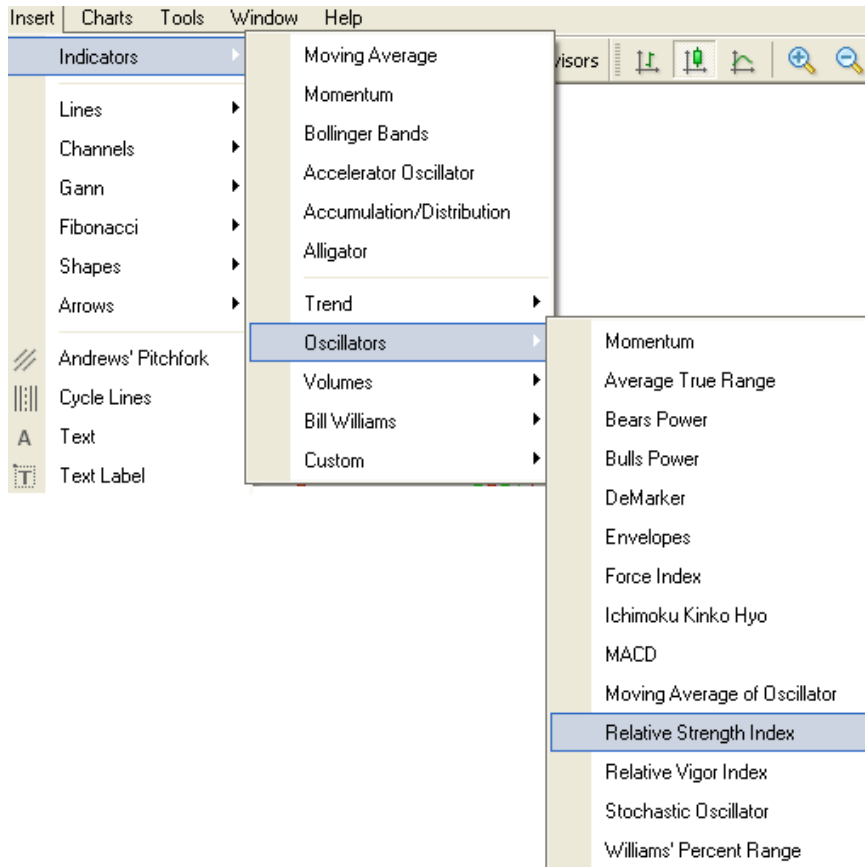 Insert Charts Tools Window Help
Indicators
Lines
Channels
Gann
Fibonacci
Shapes
Arrows
Andrews' Pitchfork
Cycle Lines
A Text
T Text Label
Moving Average
Momentum
Bollinger Bands
Accelerator Oscillator
Accumulation/Distribution
Alligator
Trend
Oscillators
Volumes
Bill Williams
Custom
visors
Momentum
Average True Range
Bears Power
Bulls Power
DeMarker
Envelopes
Force Index
Ichimoku Kinko Hyo
MACD
Moving Average of Oscillator
Relative Strength Index
Relative Vigor Index
Stochastic Oscillator
Williams' Percent Range